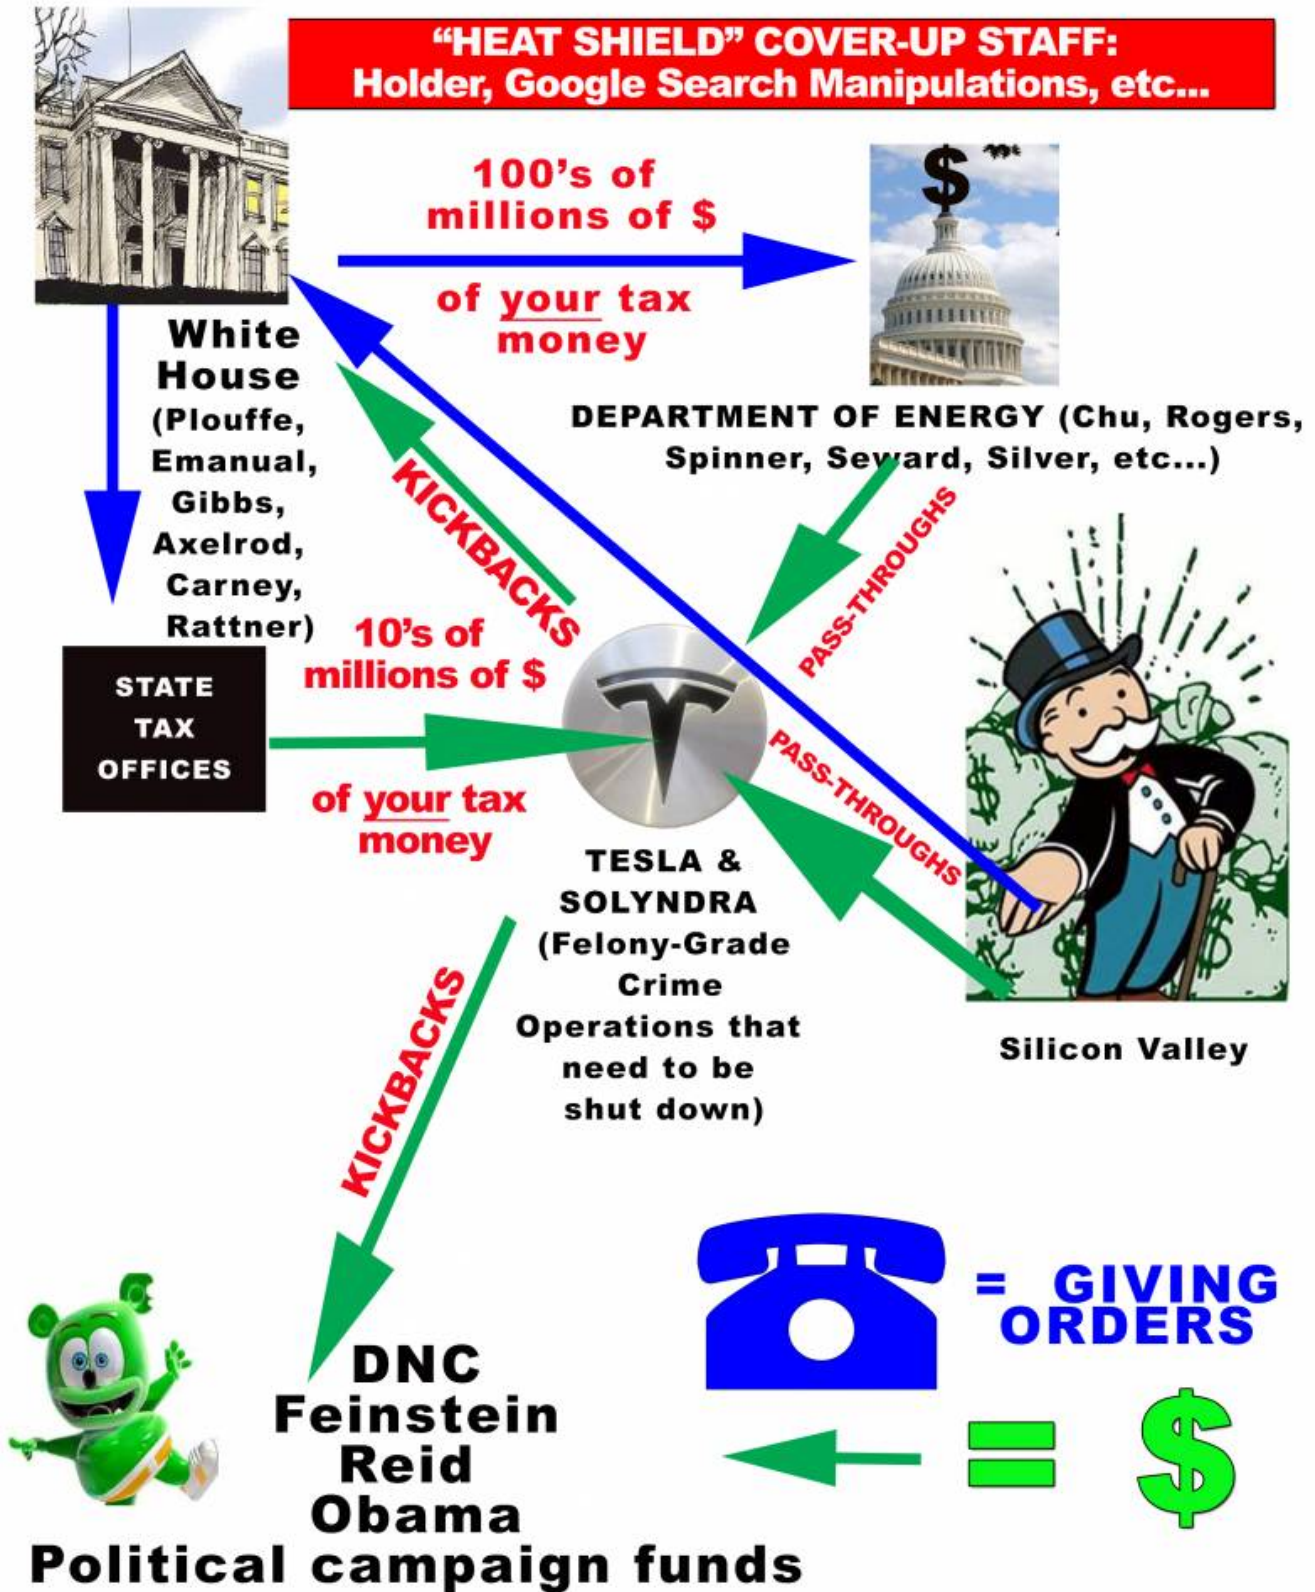 “HEAT SHIELD” COVER-UP STAFF:
Holder, Google Search Manipulations, etc...
100’s of
millions of $
of your tax
money
$
White
House
(Plouffe,
Emanual,
Gibbs,
Axelrod,
Carney,
Rattner)
DEPARTMENT OF ENERGY (Chu, Rogers,
Spinner, Seward, Silver, etc...)
KICKBACKS
PASS-THROUGHS
10’s of
millions of $
of your tax
money
STATE
TAX
OFFICES
PASS-THROUGHS
TESLA &
SOLYNDRA
(Felony-Grade
Crime
Operations that
need to be
shut down)
Silicon Valley
KICKBACKS
= GIVING
ORDERS
= $
DNC
Feinstein
Reid
Obama
Political campaign funds